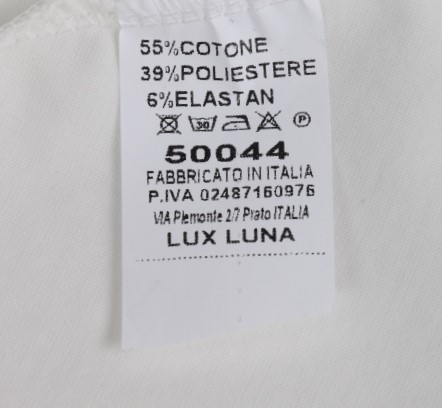 55%COTONE
39%POLIESTERE
6%ELASTAN
30 P
50044
FABBRICATO IN ITALIA
P.IVA 02487160976
VIA Piemonte 2/7 Prato ITALIA
LUX LUNA